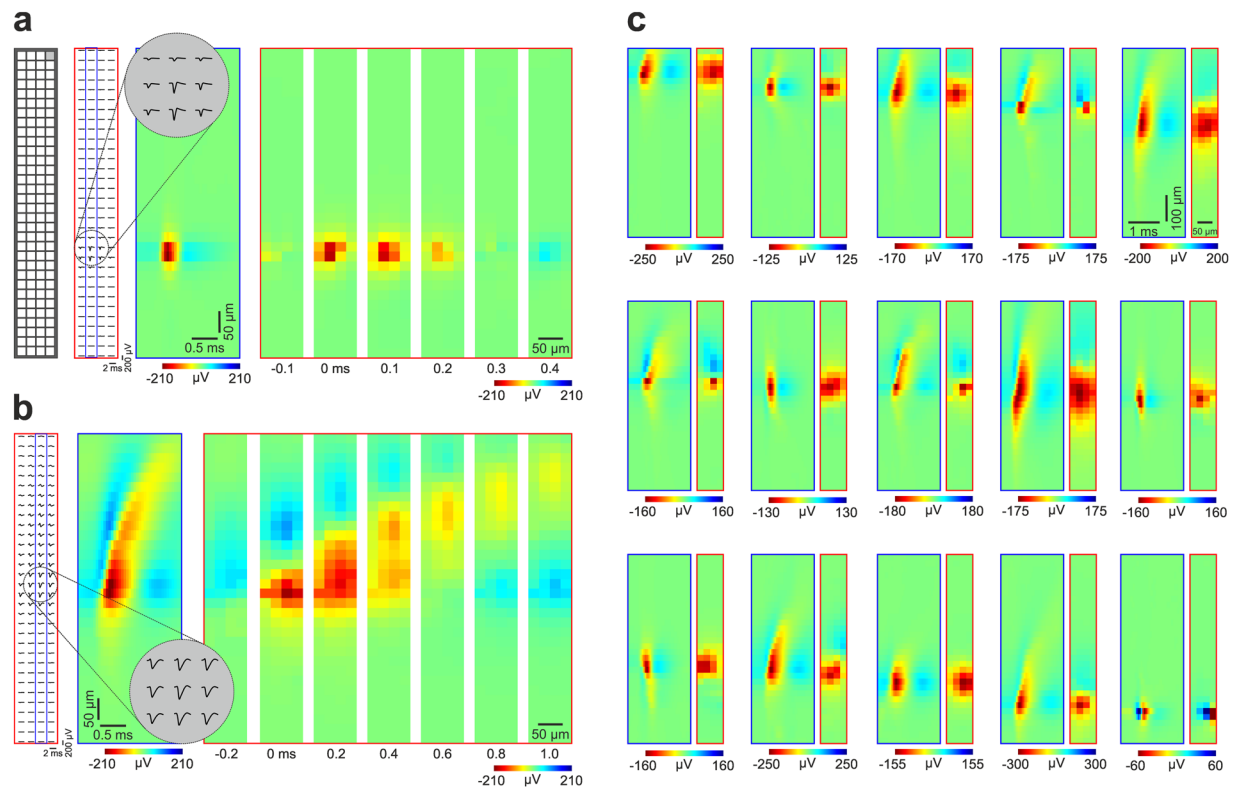 a
50 µm
0.5 ms
2 ms
200 µV
-210 µV 210
-0.1 0 ms 0.1 0.2 0.3 0.4
50 µm
-210 µV 210
b
50 µm
0.5 ms
2 ms
200 µV
-210 µV 210
-0.2 0 ms 0.2 0.4 0.6 0.8 1.0
50 µm
-210 µV 210
c
1 ms
100 µm
50 µm
-250 µV 250
-125 µV 125
-170 µV 170
-175 µV 175
-200 µV 200
-160 µV 160
-130 µV 130
-180 µV 180
-175 µV 175
-160 µV 160
-160 µV 160
-250 µV 250
-155 µV 155
-300 µV 300
-60 µV 60